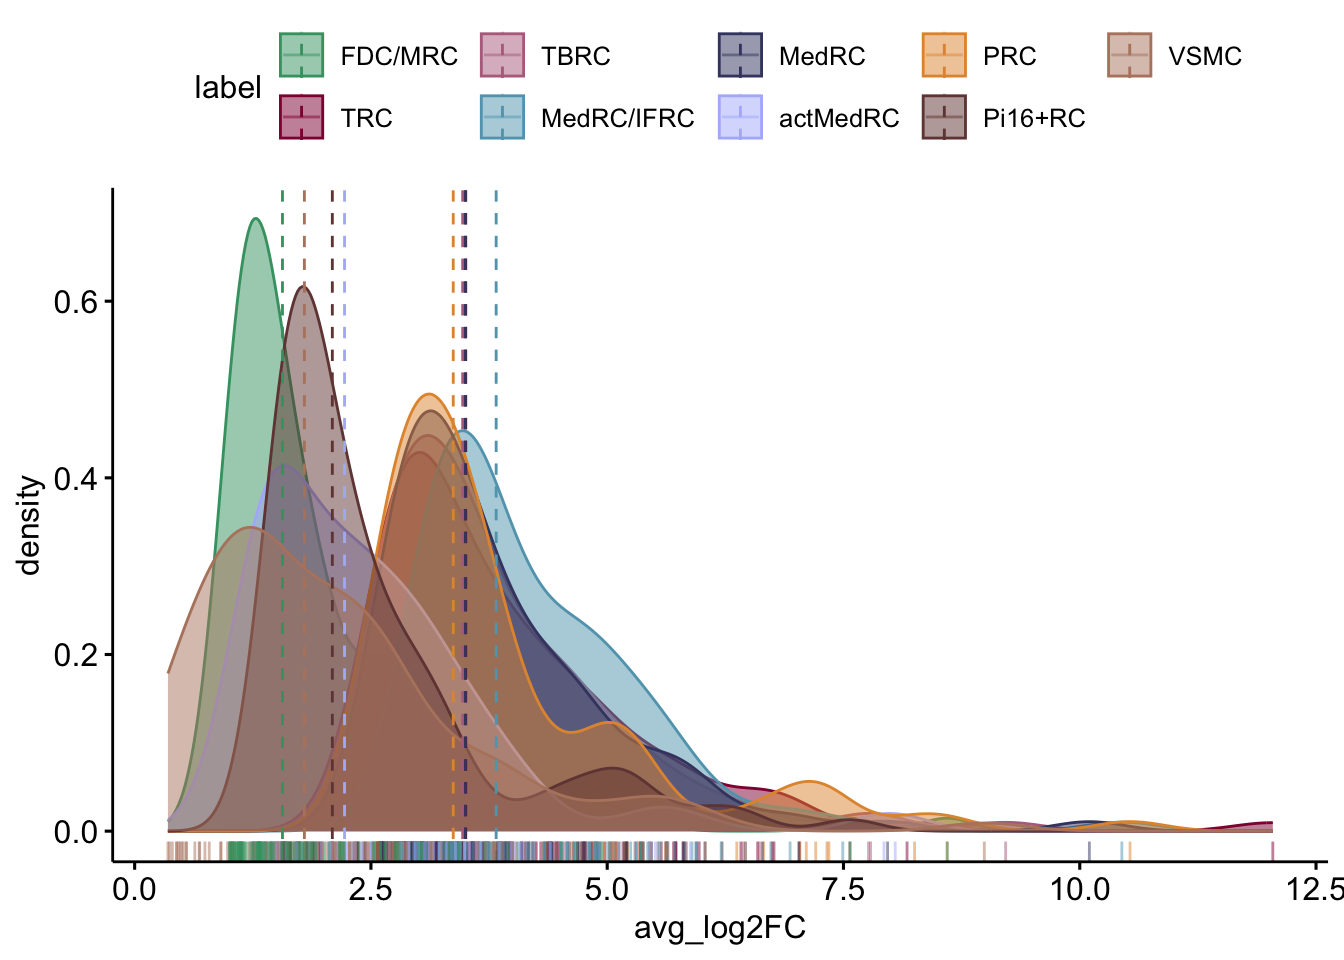 label
FDC/MRC TBRC MedRC PRC VSMC
TRC MedRC/IFRC actMedRC Pi16+RC
density
0.6
0.4
0.2
0.0
0.0 2.5 5.0 7.5 10.0 12.5
avg_log2FC